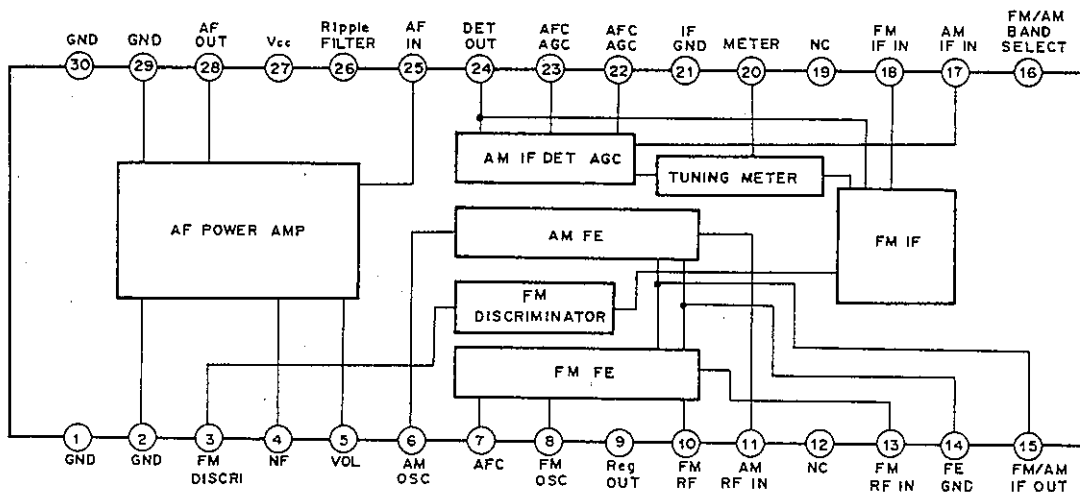 GND
GND
AF
OUT
Vcc
Ripple
FILTER
AF
IN
DET
OUT
AFC
AGC
AFC
AGC
IF
GND
METER
NC
FM
IF IN
AM
IF IN
FM/AM
BAND
SELECT
30
29
28
27
26
25
24
23
22
21
20
19
18
17
16
AM IF DET AGC
TUNING METER
AF POWER AMP
AM FE
FM IF
FM
DISCRIMINATOR
FM FE
1
2
3
4
5
6
7
8
9
10
11
12
13
14
15
GND
GND
FM
DISCRI
NF
VOL
AM
OSC
AFC
FM
OSC
Reg
OUT
FM
RF
AM
RF IN
NC
FM
RF IN
FE
GND
FM/AM
IF OUT